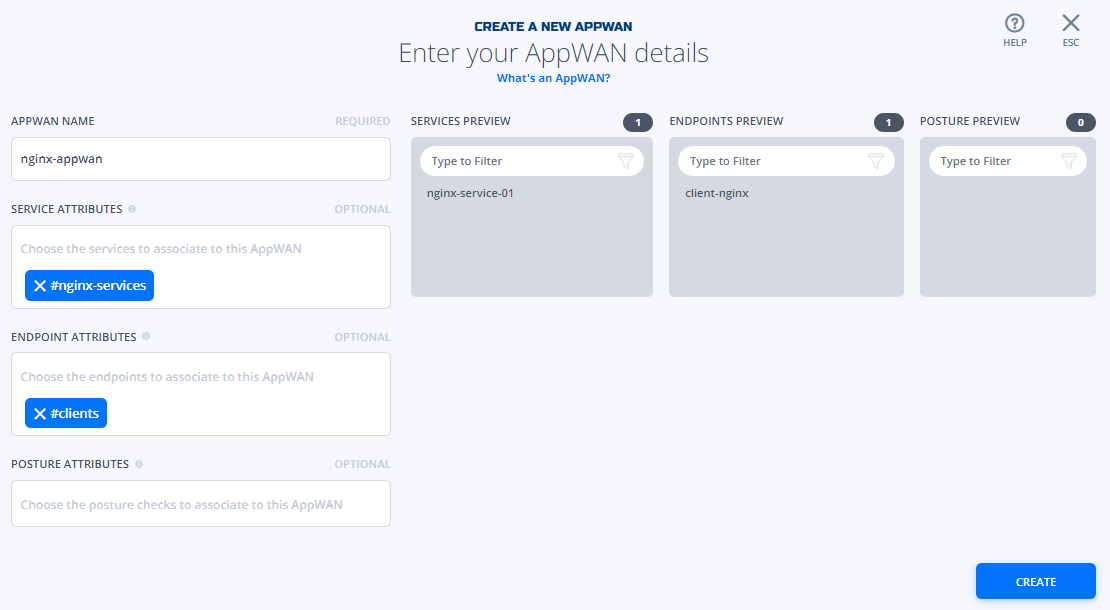 CREATE A NEW APPWAN
Enter your AppWAN details
What's an AppWAN?
HELP
ESC
APPWAN NAME REQUIRED
nginx-appwan
SERVICE ATTRIBUTES OPTIONAL
Choose the services to associate to this AppWAN
#nginx-services
ENDPOINT ATTRIBUTES OPTIONAL
Choose the endpoints to associate to this AppWAN
#clients
POSTURE ATTRIBUTES OPTIONAL
Choose the posture checks to associate to this AppWAN
SERVICES PREVIEW 1
Type to Filter
nginx-service-01
ENDPOINTS PREVIEW 1
Type to Filter
client-nginx
POSTURE PREVIEW 0
Type to Filter
CREATE